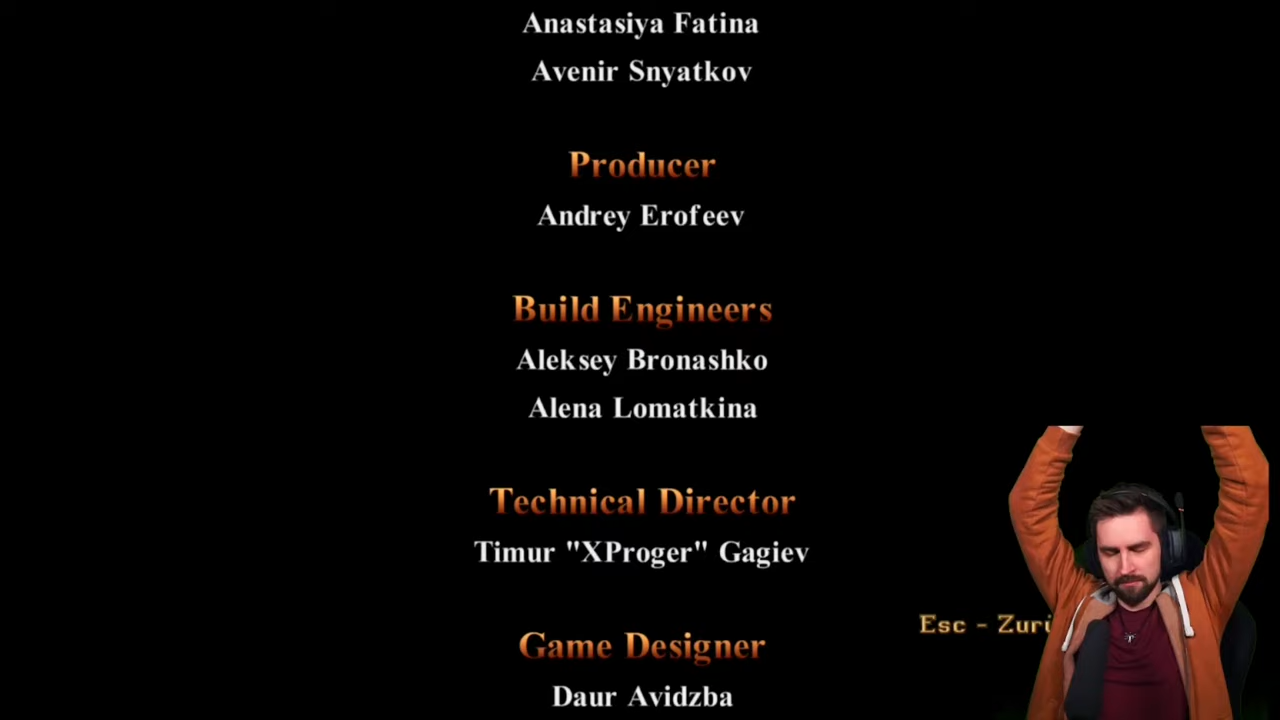 Anastasiya Fatina
Avenir Snyatkov
Producer
Andrey Erofeev
Build Engineers
Aleksey Bronashko
Alena Lomatkina
Technical Director
Timur "XProger" Gagiev
Esc -
Game Designer
Daur Avidzba